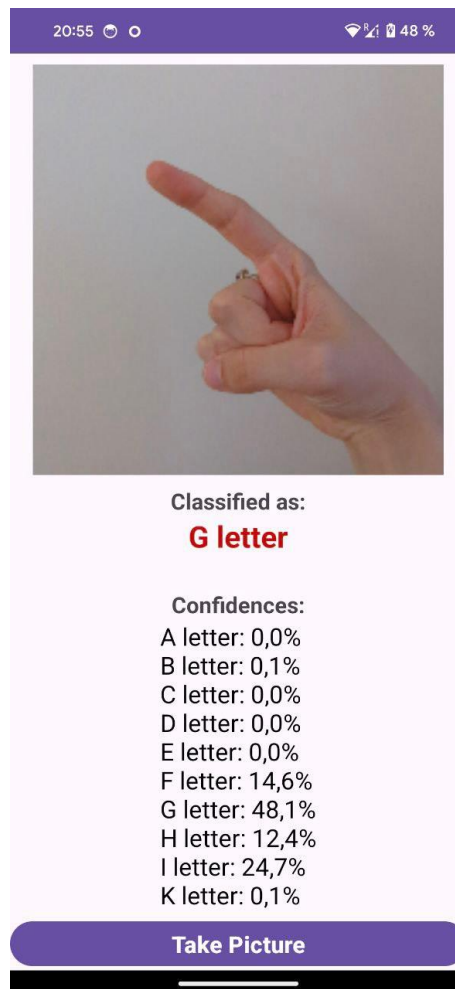 20:55 48 %
Classified as:
G letter
Confidences:
A letter: 0,0%
B letter: 0,1%
C letter: 0,0%
D letter: 0,0%
E letter: 0,0%
F letter: 14,6%
G letter: 48,1%
H letter: 12,4%
I letter: 24,7%
K letter: 0,1%
Take Picture